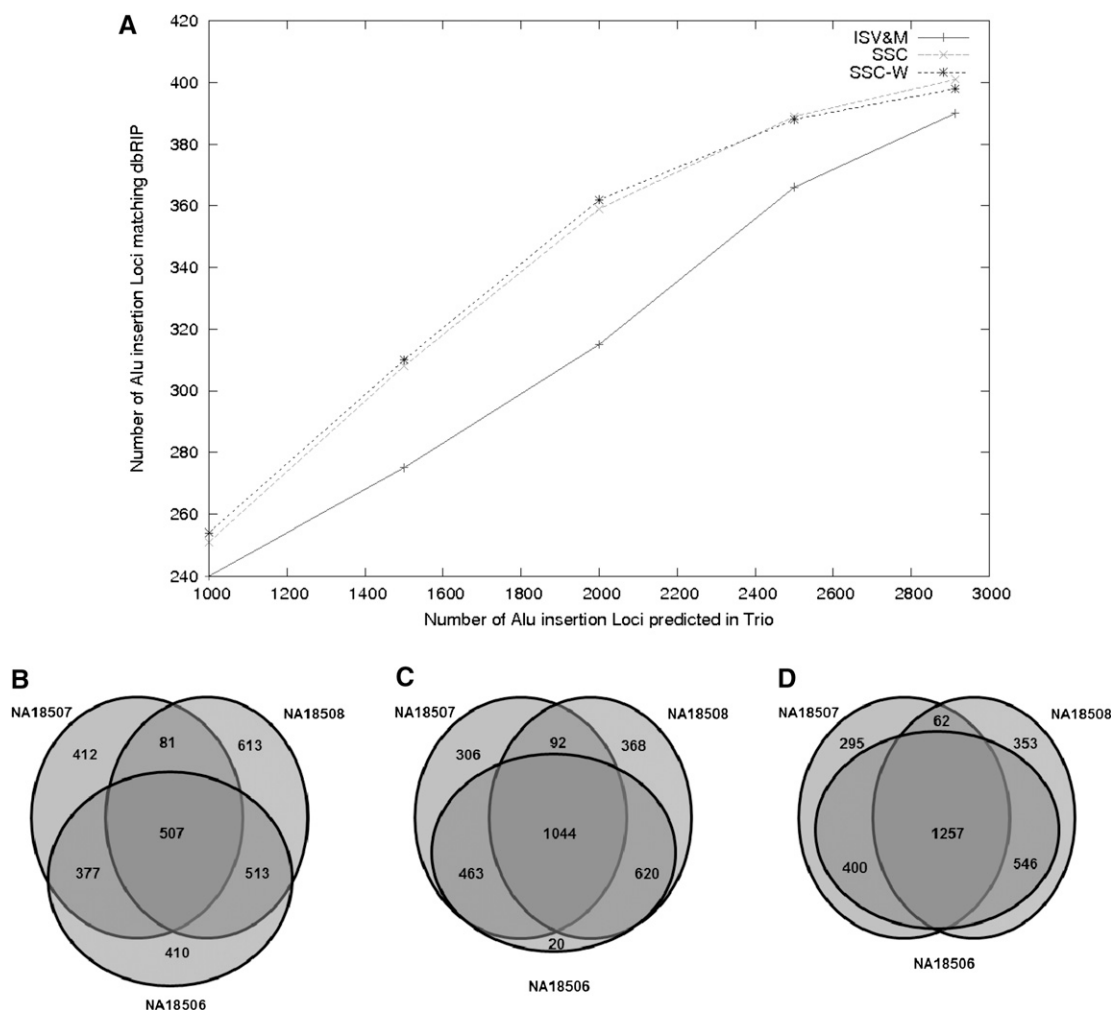 A
420
400
380
360
340
320
300
280
260
240
Number of Alu insertion Loci matching dbRIP
ISV&M
SSC
SSC-W
1000 1200 1400 1600 1800 2000 2200 2400 2600 2800 3000
Number of Alu insertion Loci predicted in Trio
B
NA18507
NA18508
412
81
613
507
377
513
410
NA18506
C
NA18507
NA18508
306
92
368
1044
463
620
20
NA18506
D
NA18507
NA18508
295
62
353
1257
400
546
NA18506